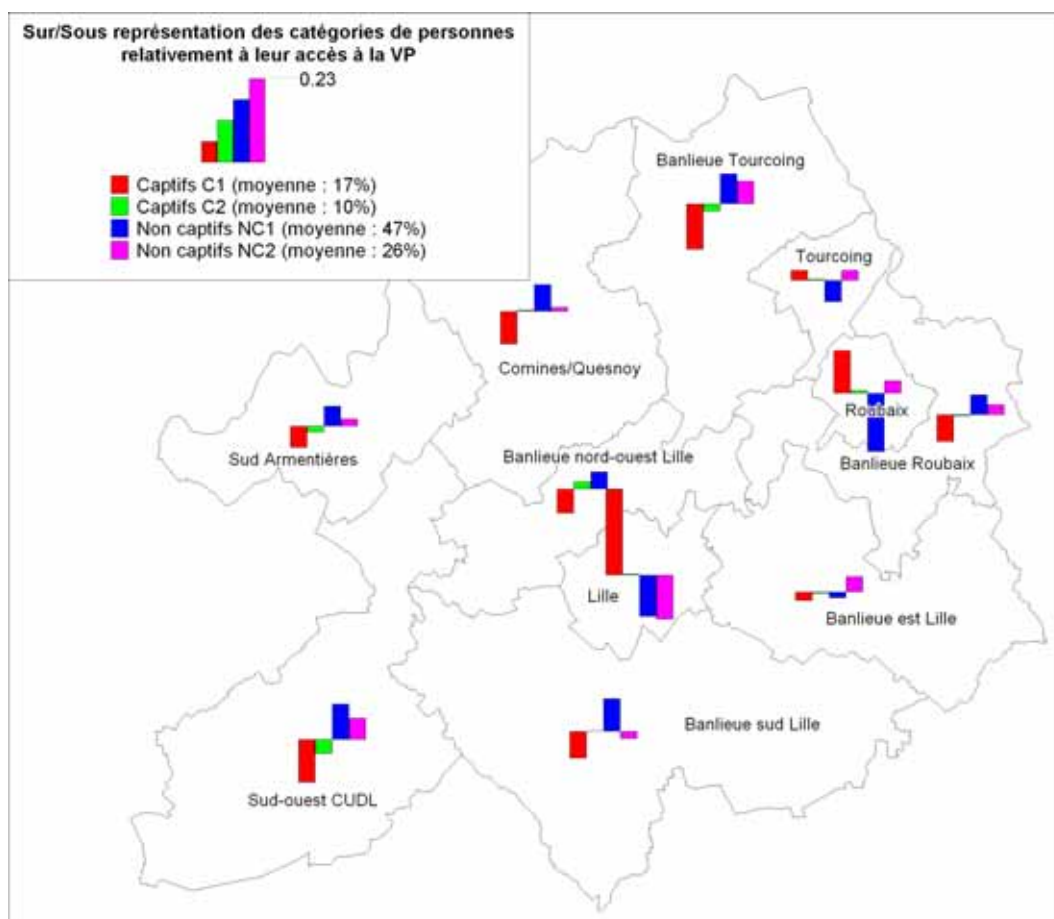 Sur/Sous représentation des catégories de personnes
relativement à leur accès à la VP
0.23
Captifs C1 (moyenne : 17%)
Captifs C2 (moyenne : 10%)
Non captifs NC1 (moyenne : 47%)
Non captifs NC2 (moyenne : 26%)
Banlieue Tourcoing
Tourcoing
Comines/Quesnoy
Roubaix
Sud Armentières
Banlieue nord-ouest Lille
Banlieue Roubaix
Lille
Banlieue est Lille
Banlieue sud Lille
Sud-ouest CUDL